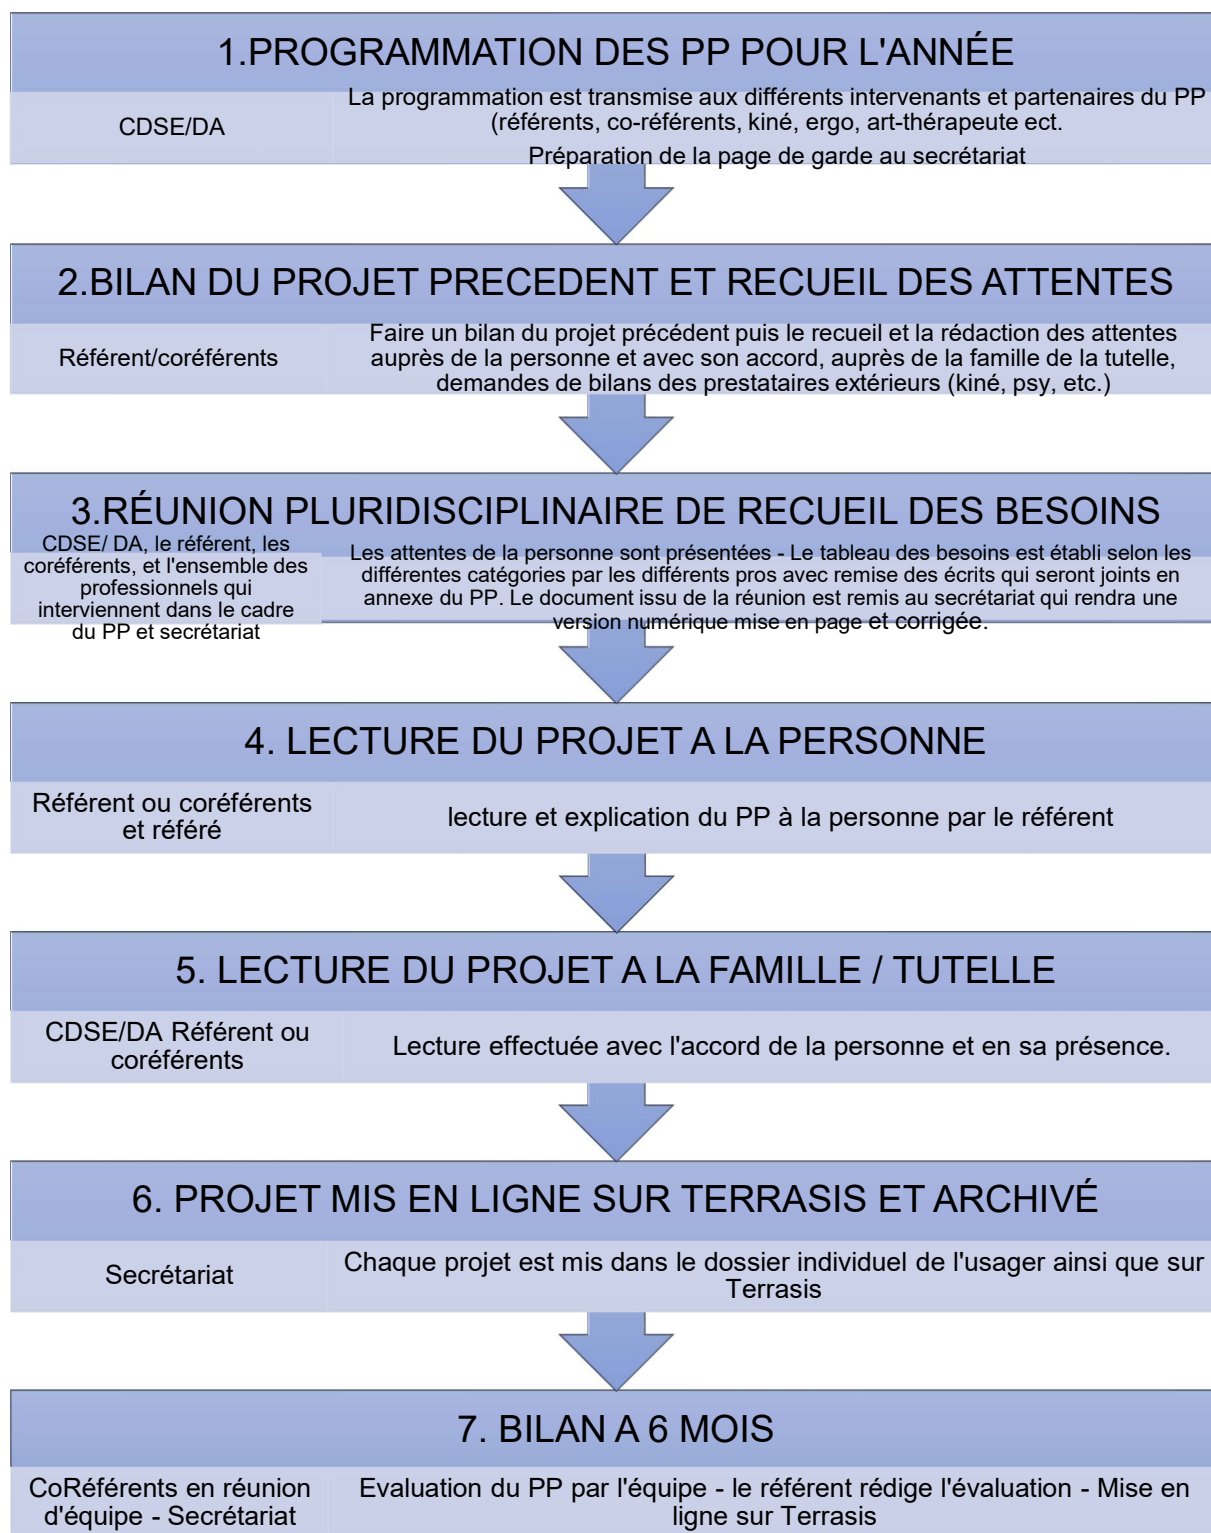 1.PROGRAMMATION DES PP POUR L'ANNÉE
CDSE/DA
La programmation est transmise aux différents intervenants et partenaires du PP
(référents, co-référents, kiné, ergo, art-thérapeute ect.
Préparation de la page de garde au secrétariat
2.BILAN DU PROJET PRECEDENT ET RECUEIL DES ATTENTES
Référent/coréférents
Faire un bilan du projet précédent puis le recueil et la rédaction des attentes
auprès de la personne et avec son accord, auprès de la famille de la tutelle,
demandes de bilans des prestataires extérieurs (kiné, psy, etc.)
3.RÉUNION PLURIDISCIPLINAIRE DE RECUEIL DES BESOINS
CDSE/ DA, le référent, les
coréférents, et l'ensemble des
professionnels qui
interviennent dans le cadre
du PP et secrétariat
Les attentes de la personne sont présentées - Le tableau des besoins est établi selon les
différentes catégories par les différents pros avec remise des écrits qui seront joints en
annexe du PP. Le document issu de la réunion est remis au secrétariat qui rendra une
version numérique mise en page et corrigée.
4. LECTURE DU PROJET A LA PERSONNE
Référent ou coréférents
et référé
lecture et explication du PP à la personne par le référent
5. LECTURE DU PROJET A LA FAMILLE / TUTELLE
CDSE/DA Référent ou
coréférents
Lecture effectuée avec l'accord de la personne et en sa présence.
6. PROJET MIS EN LIGNE SUR TERRASIS ET ARCHIVÉ
Secrétariat
Chaque projet est mis dans le dossier individuel de l'usager ainsi que sur
Terrasis
7. BILAN A 6 MOIS
CoRéférents en réunion
d'équipe - Secrétariat
Evaluation du PP par l'équipe - le référent rédige l'évaluation - Mise en
ligne sur Terrasis